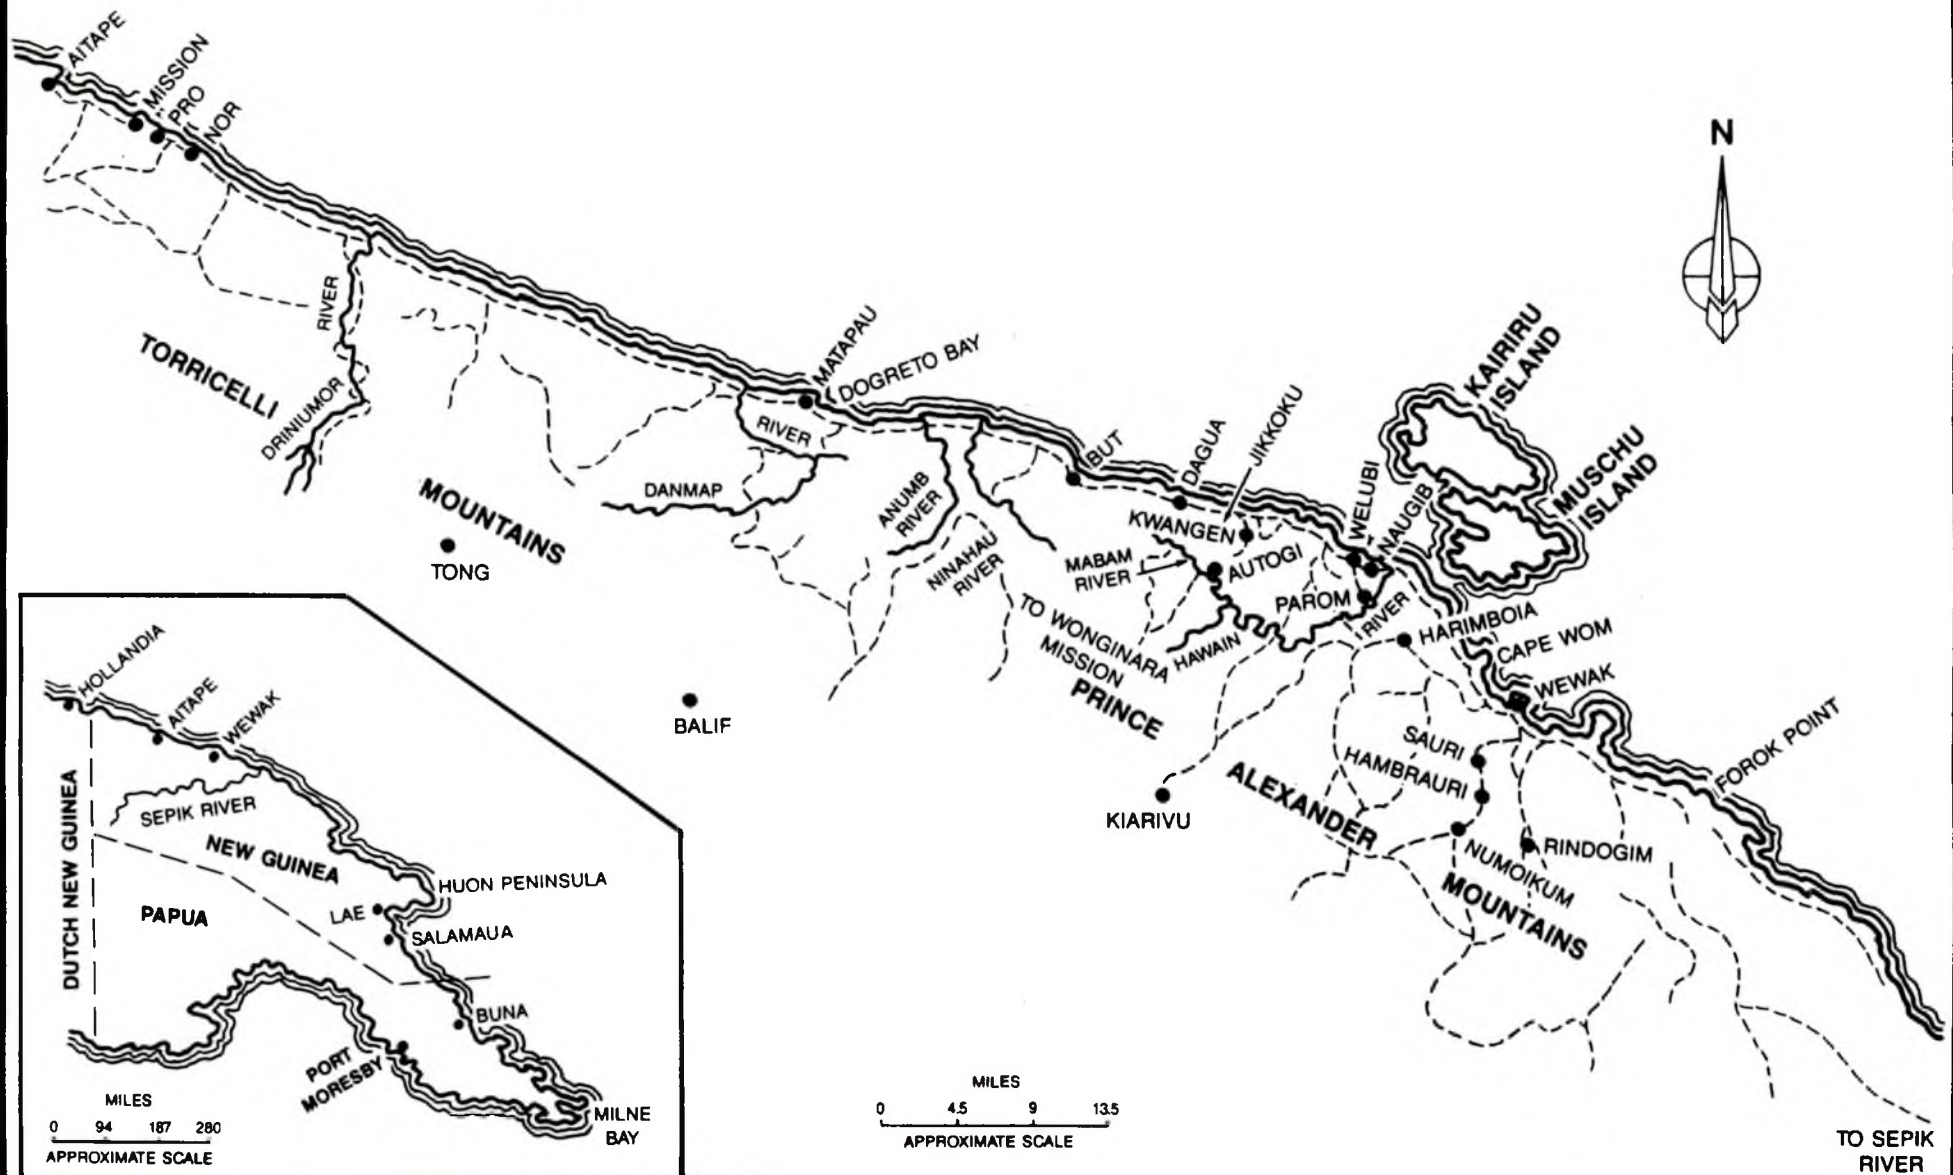 AITAPE
MISSION
PRO
NOR
N
TORRICELLI
RIVER
DRINIUMOR
MOUNTAINS
TONG
MATAPAU
DOGRETO BAY
RIVER
DANMAP
ANUMB
RIVER
NINAHAU
RIVER
BUT
DAGUA
JIKKOKU
KWANGEN
MABAM
RIVER
AUTOGI
WELUBI
NAUGIB
PAROM
RIVER
HAWAIN
KAIRIRU
ISLAND
MUSCHU
ISLAND
HARIMBOIA
CAPE WOM
WEWAK
TO WONGINARA
MISSION
BALIF
PRINCE
ALEXANDER
MOUNTAINS
KIARIVU
SAURI
HAMBRAURI
NUMOIKUM
RINDOGIM
FOROK POINT
TO SEPIK
RIVER
MILES
0 4.5 9 13.5
APPROXIMATE SCALE
HOLLANDIA
AITAPE
WEWAK
SEPIK RIVER
DUTCH NEW GUINEA
NEW GUINEA
PAPUA
HUON PENINSULA
LAE
SALAMAUA
BUNA
PORT
MORESBY
MILNE
BAY
MILES
0 94 187 280
APPROXIMATE SCALE